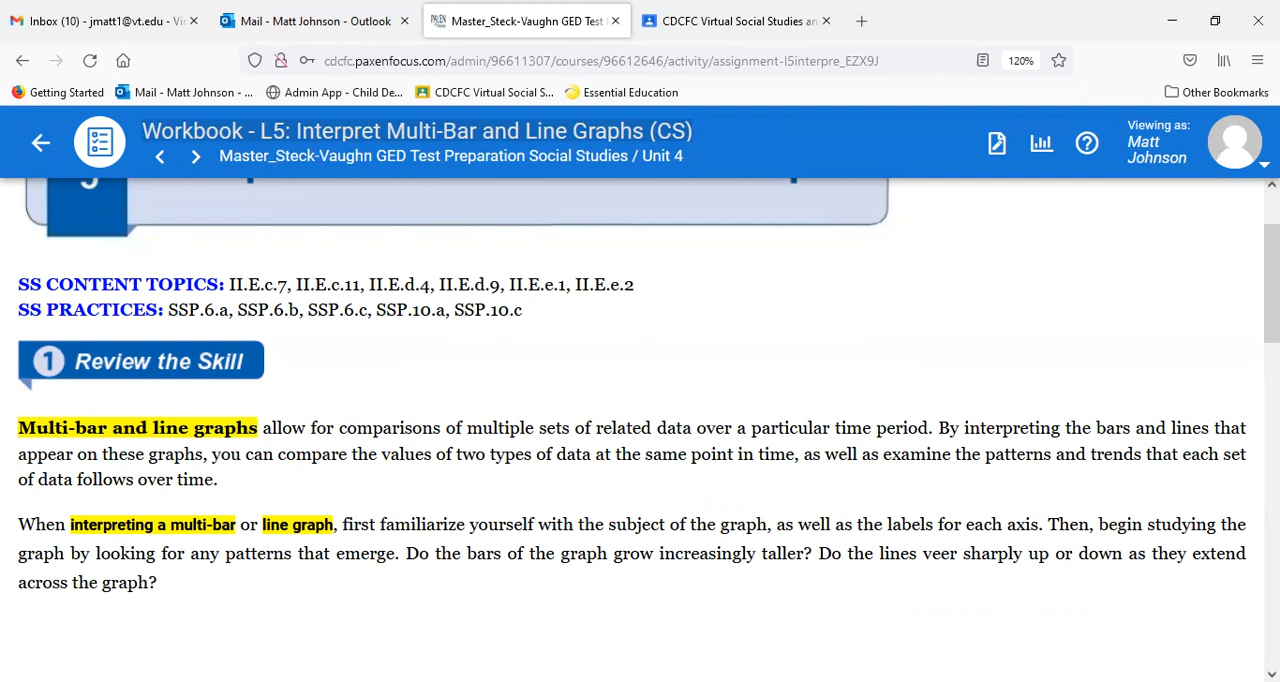 Inbox (10) - jmatt1@vt.edu - Vi
Mail - Matt Johnson - Outlook
Master_Steck-Vaughn GED Test
CDCFC Virtual Social Studies an
cdcfc.paxenfocus.com/admin/96611307/courses/96612646/activity/assignment-l5interpre_EZX9J
120%
Getting Started
Mail - Matt Johnson - ...
Admin App - Child De...
CDCFC Virtual Social S...
Essential Education
Other Bookmarks
Workbook - L5: Interpret Multi-Bar and Line Graphs (CS)
Master_Steck-Vaughn GED Test Preparation Social Studies / Unit 4
Viewing as:
Matt
Johnson
SS CONTENT TOPICS: II.E.c.7, II.E.c.11, II.E.d.4, II.E.d.9, II.E.e.1, II.E.e.2
SS PRACTICES: SSP.6.a, SSP.6.b, SSP.6.c, SSP.10.a, SSP.10.c
1 Review the Skill
Multi-bar and line graphs allow for comparisons of multiple sets of related data over a particular time period. By interpreting the bars and lines that
appear on these graphs, you can compare the values of two types of data at the same point in time, as well as examine the patterns and trends that each set
of data follows over time.
When interpreting a multi-bar or line graph, first familiarize yourself with the subject of the graph, as well as the labels for each axis. Then, begin studying the
graph by looking for any patterns that emerge. Do the bars of the graph grow increasingly taller? Do the lines veer sharply up or down as they extend
across the graph?